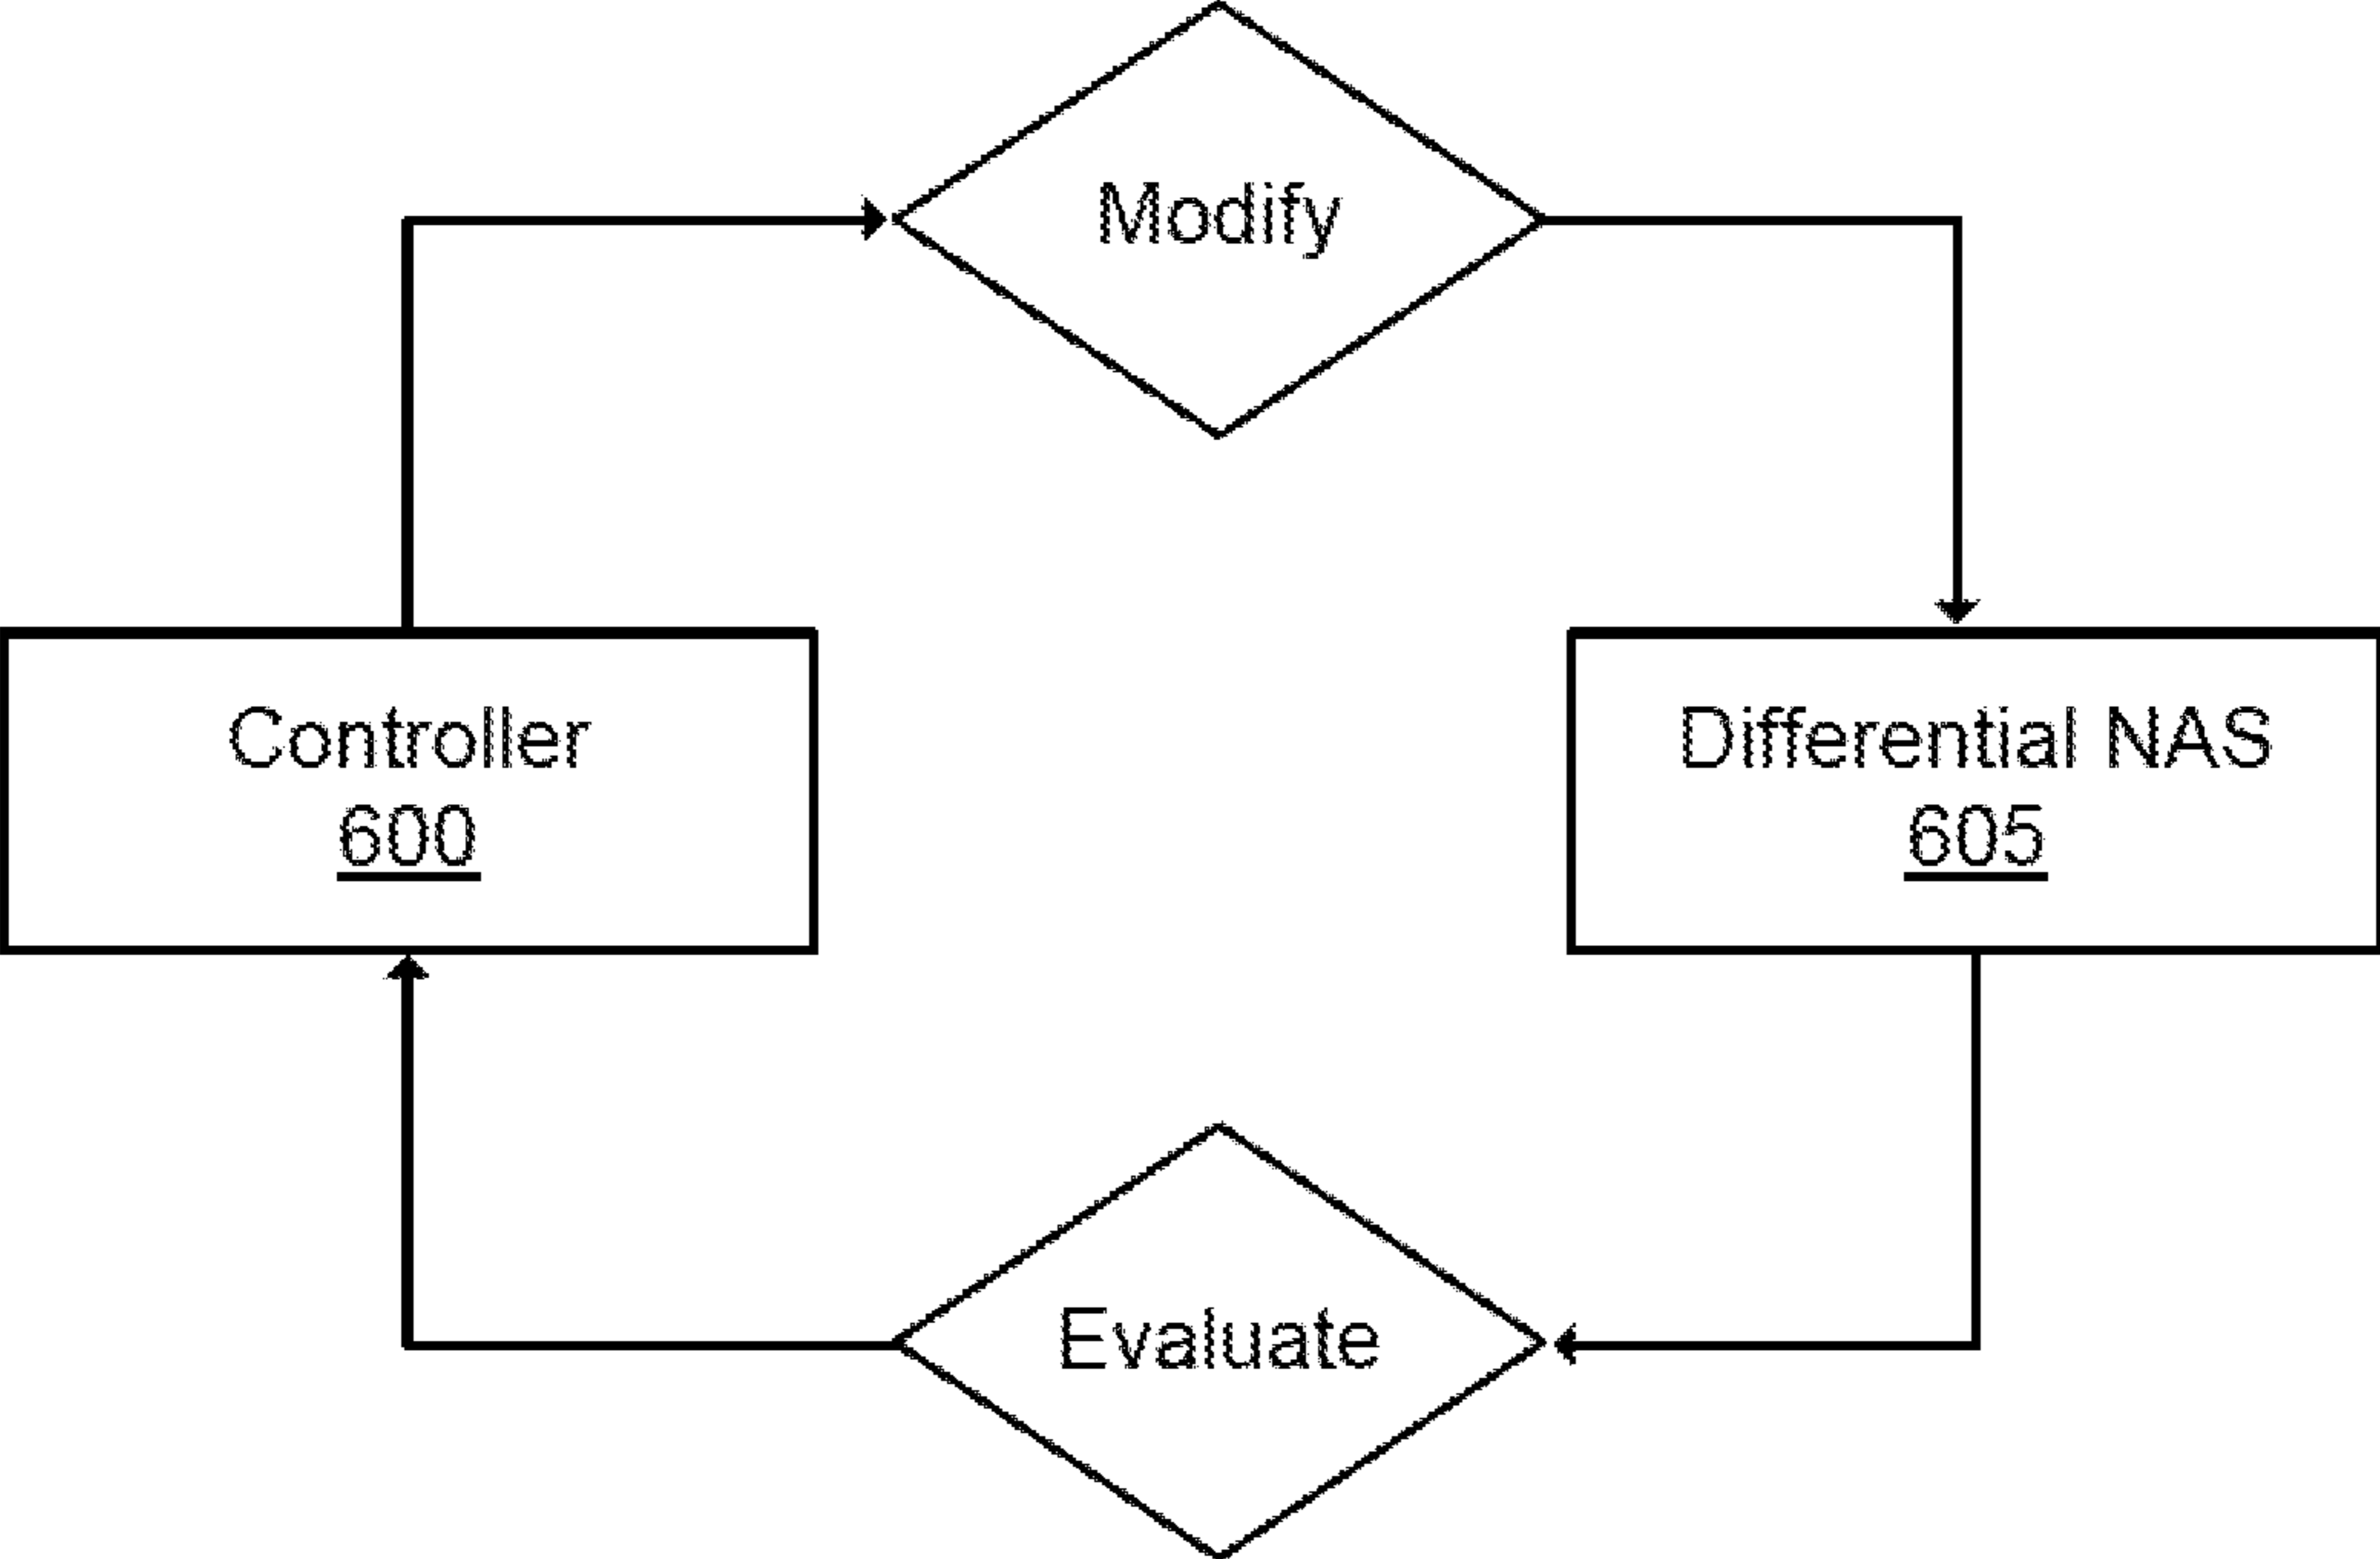 Modify
Controller
600
Differential NAS
605
Evaluate